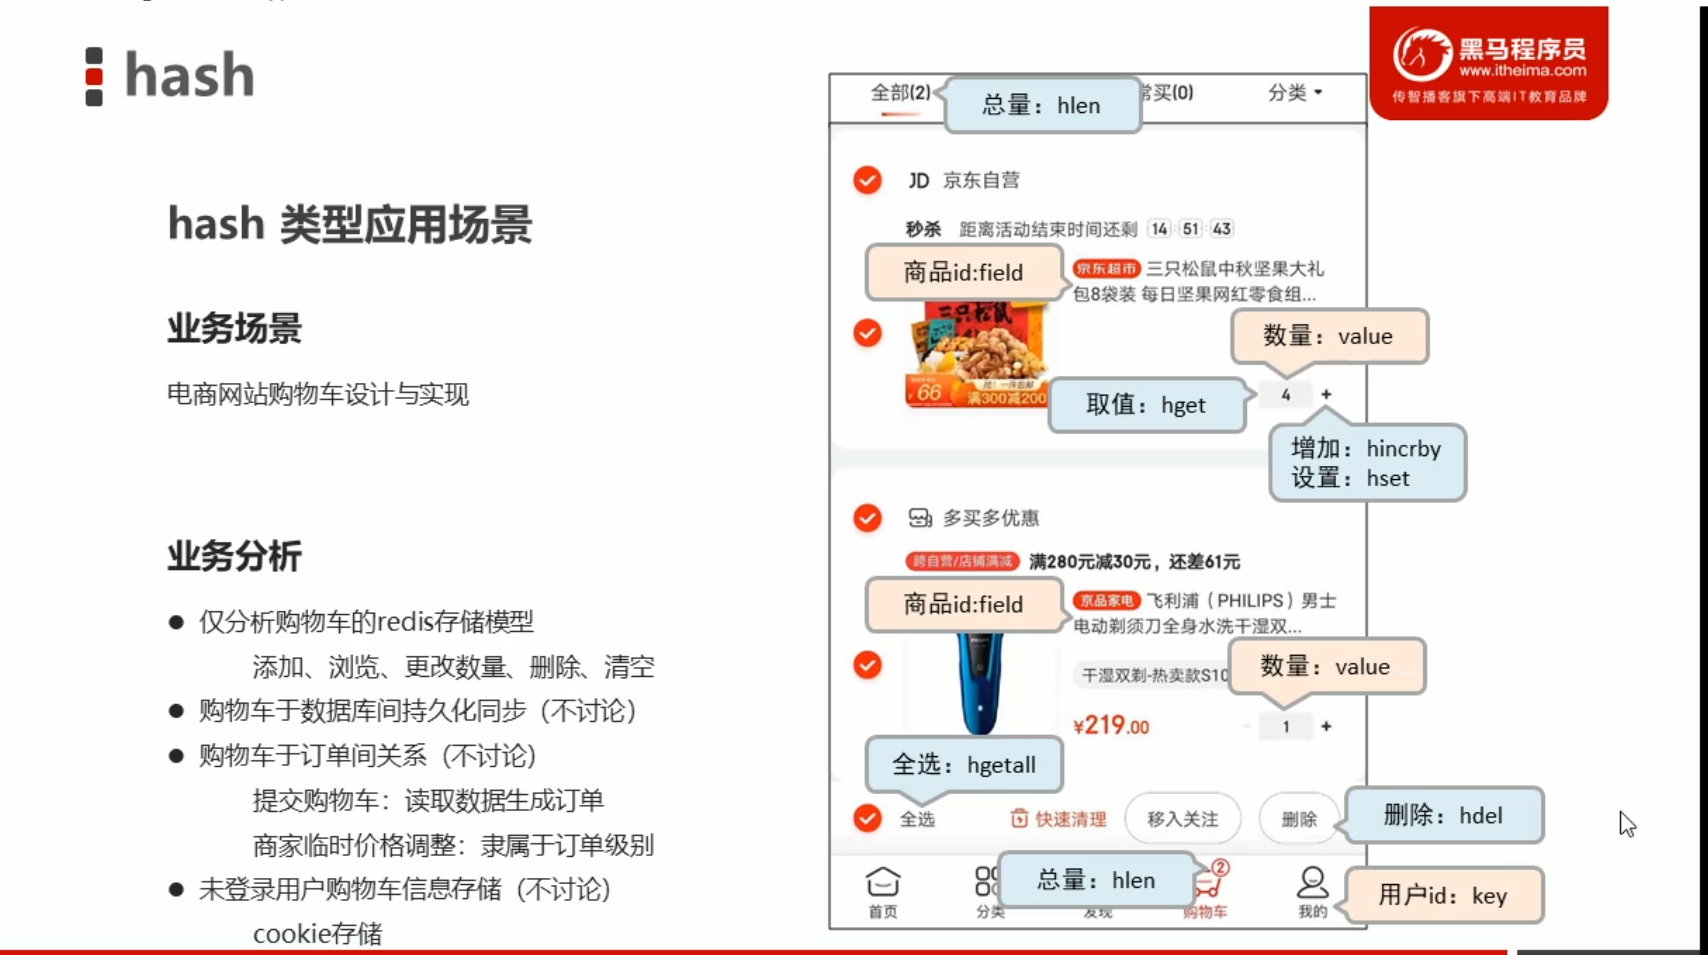 hash
黑马程序员
www.itheima.com
传智播客旗下高端IT教育品牌
hash 类型应用场景
业务场景
电商网站购物车设计与实现
业务分析
● 仅分析购物车的redis存储模型
添加、浏览、更改数量、删除、清空
● 购物车于数据库间持久化同步（不讨论）
● 购物车于订单间关系（不讨论）
提交购物车：读取数据生成订单
商家临时价格调整：隶属于订单级别
● 未登录用户购物车信息存储（不讨论）
cookie存储
全部(2)
总量：hlen
常买(0)
分类
JD 京东自营
秒杀 距离活动结束时间还剩 14 : 51 : 43
商品id:field
京东超市 三只松鼠中秋坚果大礼
包8袋装 每日坚果网红零食组...
三只松鼠
66
满300减200
数量：value
取值：hget
4 +
增加：hincrby
设置：hset
多买多优惠
跨自营/店铺满减 满280元减30元，还差61元
商品id:field
京品家电 飞利浦（PHILIPS）男士
电动剃须刀全身水洗干湿双...
干湿双剃-热卖款S10
数量：value
¥219.00
- 1 +
全选：hgetall
全选
快速清理
移入关注
删除
删除：hdel
总量：hlen
2
首页
分类
发现
购物车
我的
用户id：key